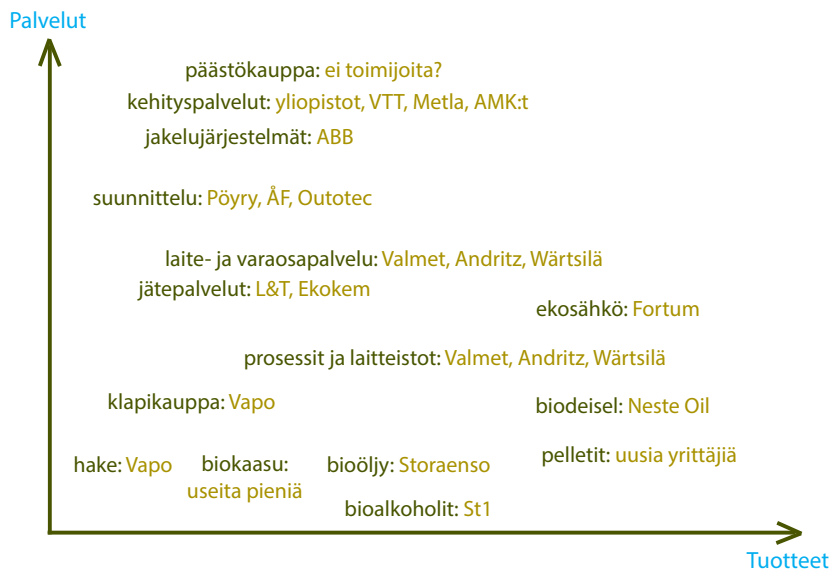 Palvelut
päästökauppa: ei toimijoita?
kehityspalvelut: yliopistot, VTT, Metla, AMK:t
jakelujärjestelmät: ABB
suunnittelu: Pöyry, ÅF, Outotec
laite- ja varaosapalvelu: Valmet, Andritz, Wärtsilä
jätepalvelut: L&T, Ekokem
ekosähkö: Fortum
prosessit ja laitteistot: Valmet, Andritz, Wärtsilä
klapikauppa: Vapo
biodeisel: Neste Oil
hake: Vapo
biokaasu:
useita pieniä
bioöljy: Storaenso
pelletit: uusia yrittäjiä
bioalkoholit: St1
Tuotteet